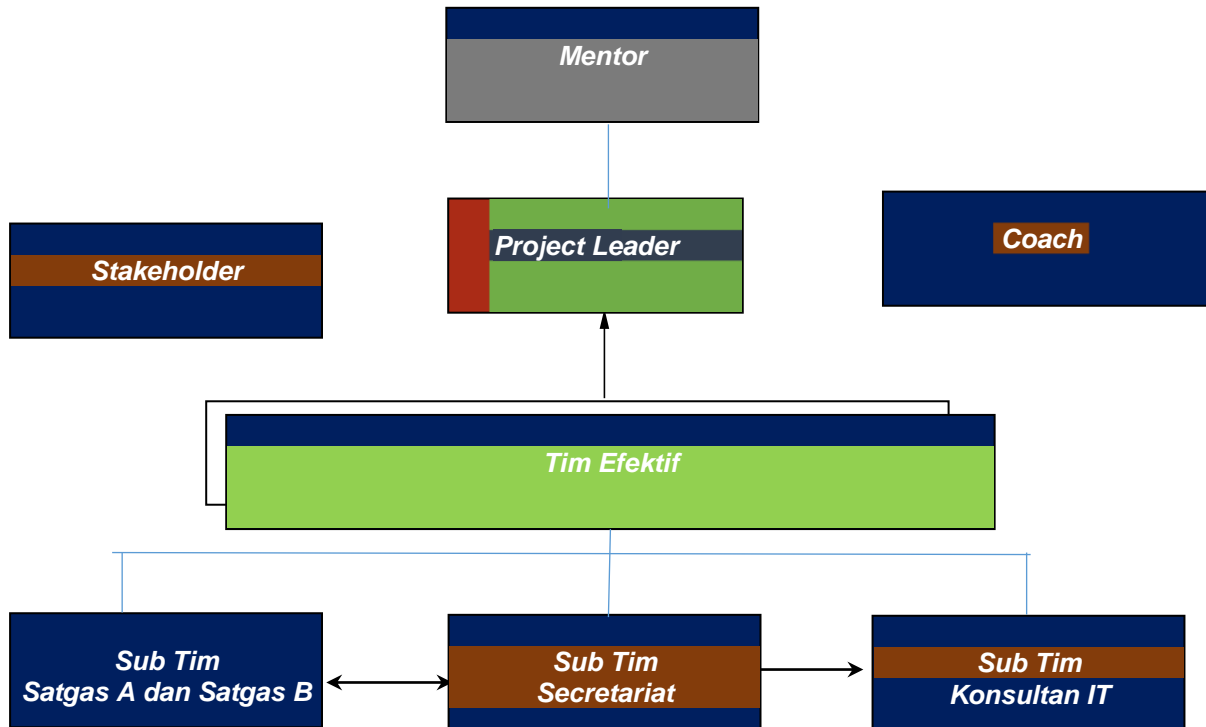 Mentor
Stakeholder
Project Leader
Coach
Tim Efektif
Sub Tim
Satgas A dan Satgas B
Sub Tim
Secretariat
Sub Tim
Konsultan IT